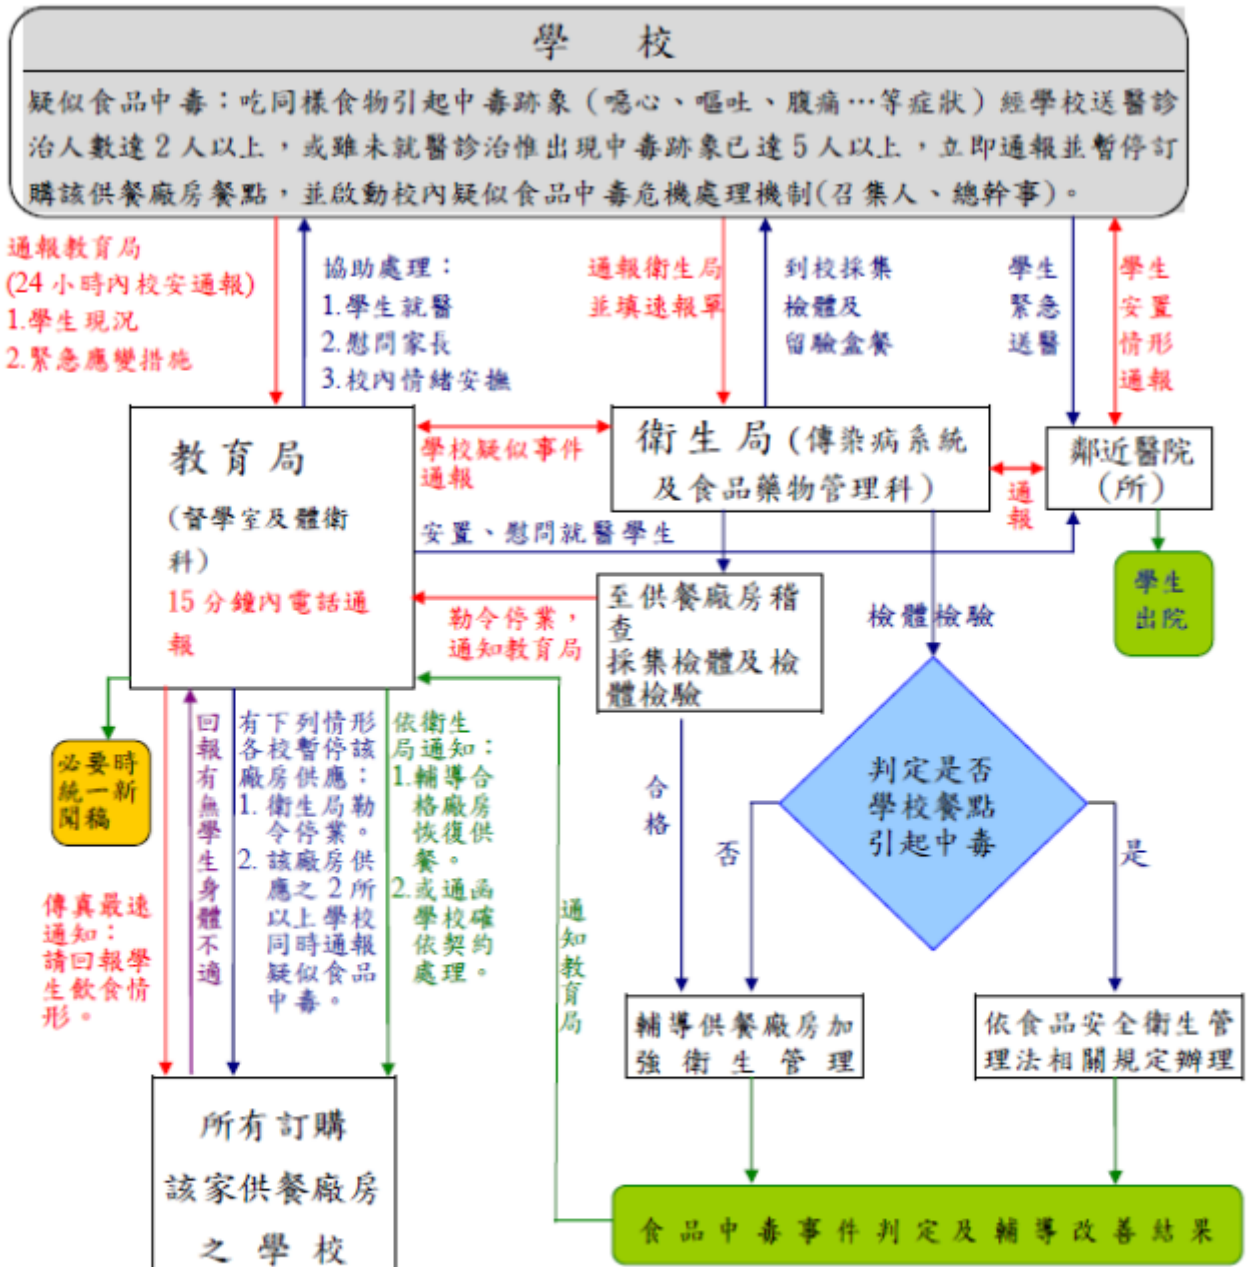 學 校
疑似食品中毒：吃同樣食物引起中毒跡象（噁心、嘔吐、腹痛…等症狀）經學校送醫診
治人數達2人以上，或雖未就醫診治惟出現中毒跡象已達5人以上，立即通報並暫停訂
購該供餐廠房餐點，並啟動校內疑似食品中毒危機處理機制(召集人、總幹事)。
通報教育局
(24小時內校安通報)
1.學生現況
2.緊急應變措施
協助處理：
1.學生就醫
2.慰問家長
3.校內情緒安撫
通報衛生局
並填速報單
到校採集
檢體及
留驗盒餐
學生
緊急
送醫
學生
安置
情形
通報
教育局
(督學室及體衛
科)
15分鐘內電話通
報
學校疑似事件
通報
衛生局(傳染病系統
及食品藥物管理科)
通報
鄰近醫院
(所)
安置、慰問就醫學生
學生
出院
勒令停業，
通知教育局
至供餐廠房稽
查
採集檢體及檢
體檢驗
檢體檢驗
必要時
統一新
聞稿
傳真最速
通知：
請回報學
生飲食情
形。
回報有無學生身體不適
有下列情形
各校暫停該
廠房供應：
1. 衛生局勒
令停業。
2. 該廠房供
應之2所
以上學校
同時通報
疑似食品
中毒。
依衛生
局通知：
1.輔導合
格廠房
恢復供
餐。
2.或通函
學校確
依契約
處理。
通知教育局
合格
否
判定是否
學校餐點
引起中毒
是
輔導供餐廠房加
強衛生管理
依食品安全衛生管
理法相關規定辦理
所有訂購
該家供餐廠房
之學校
食品中毒事件判定及輔導改善結果